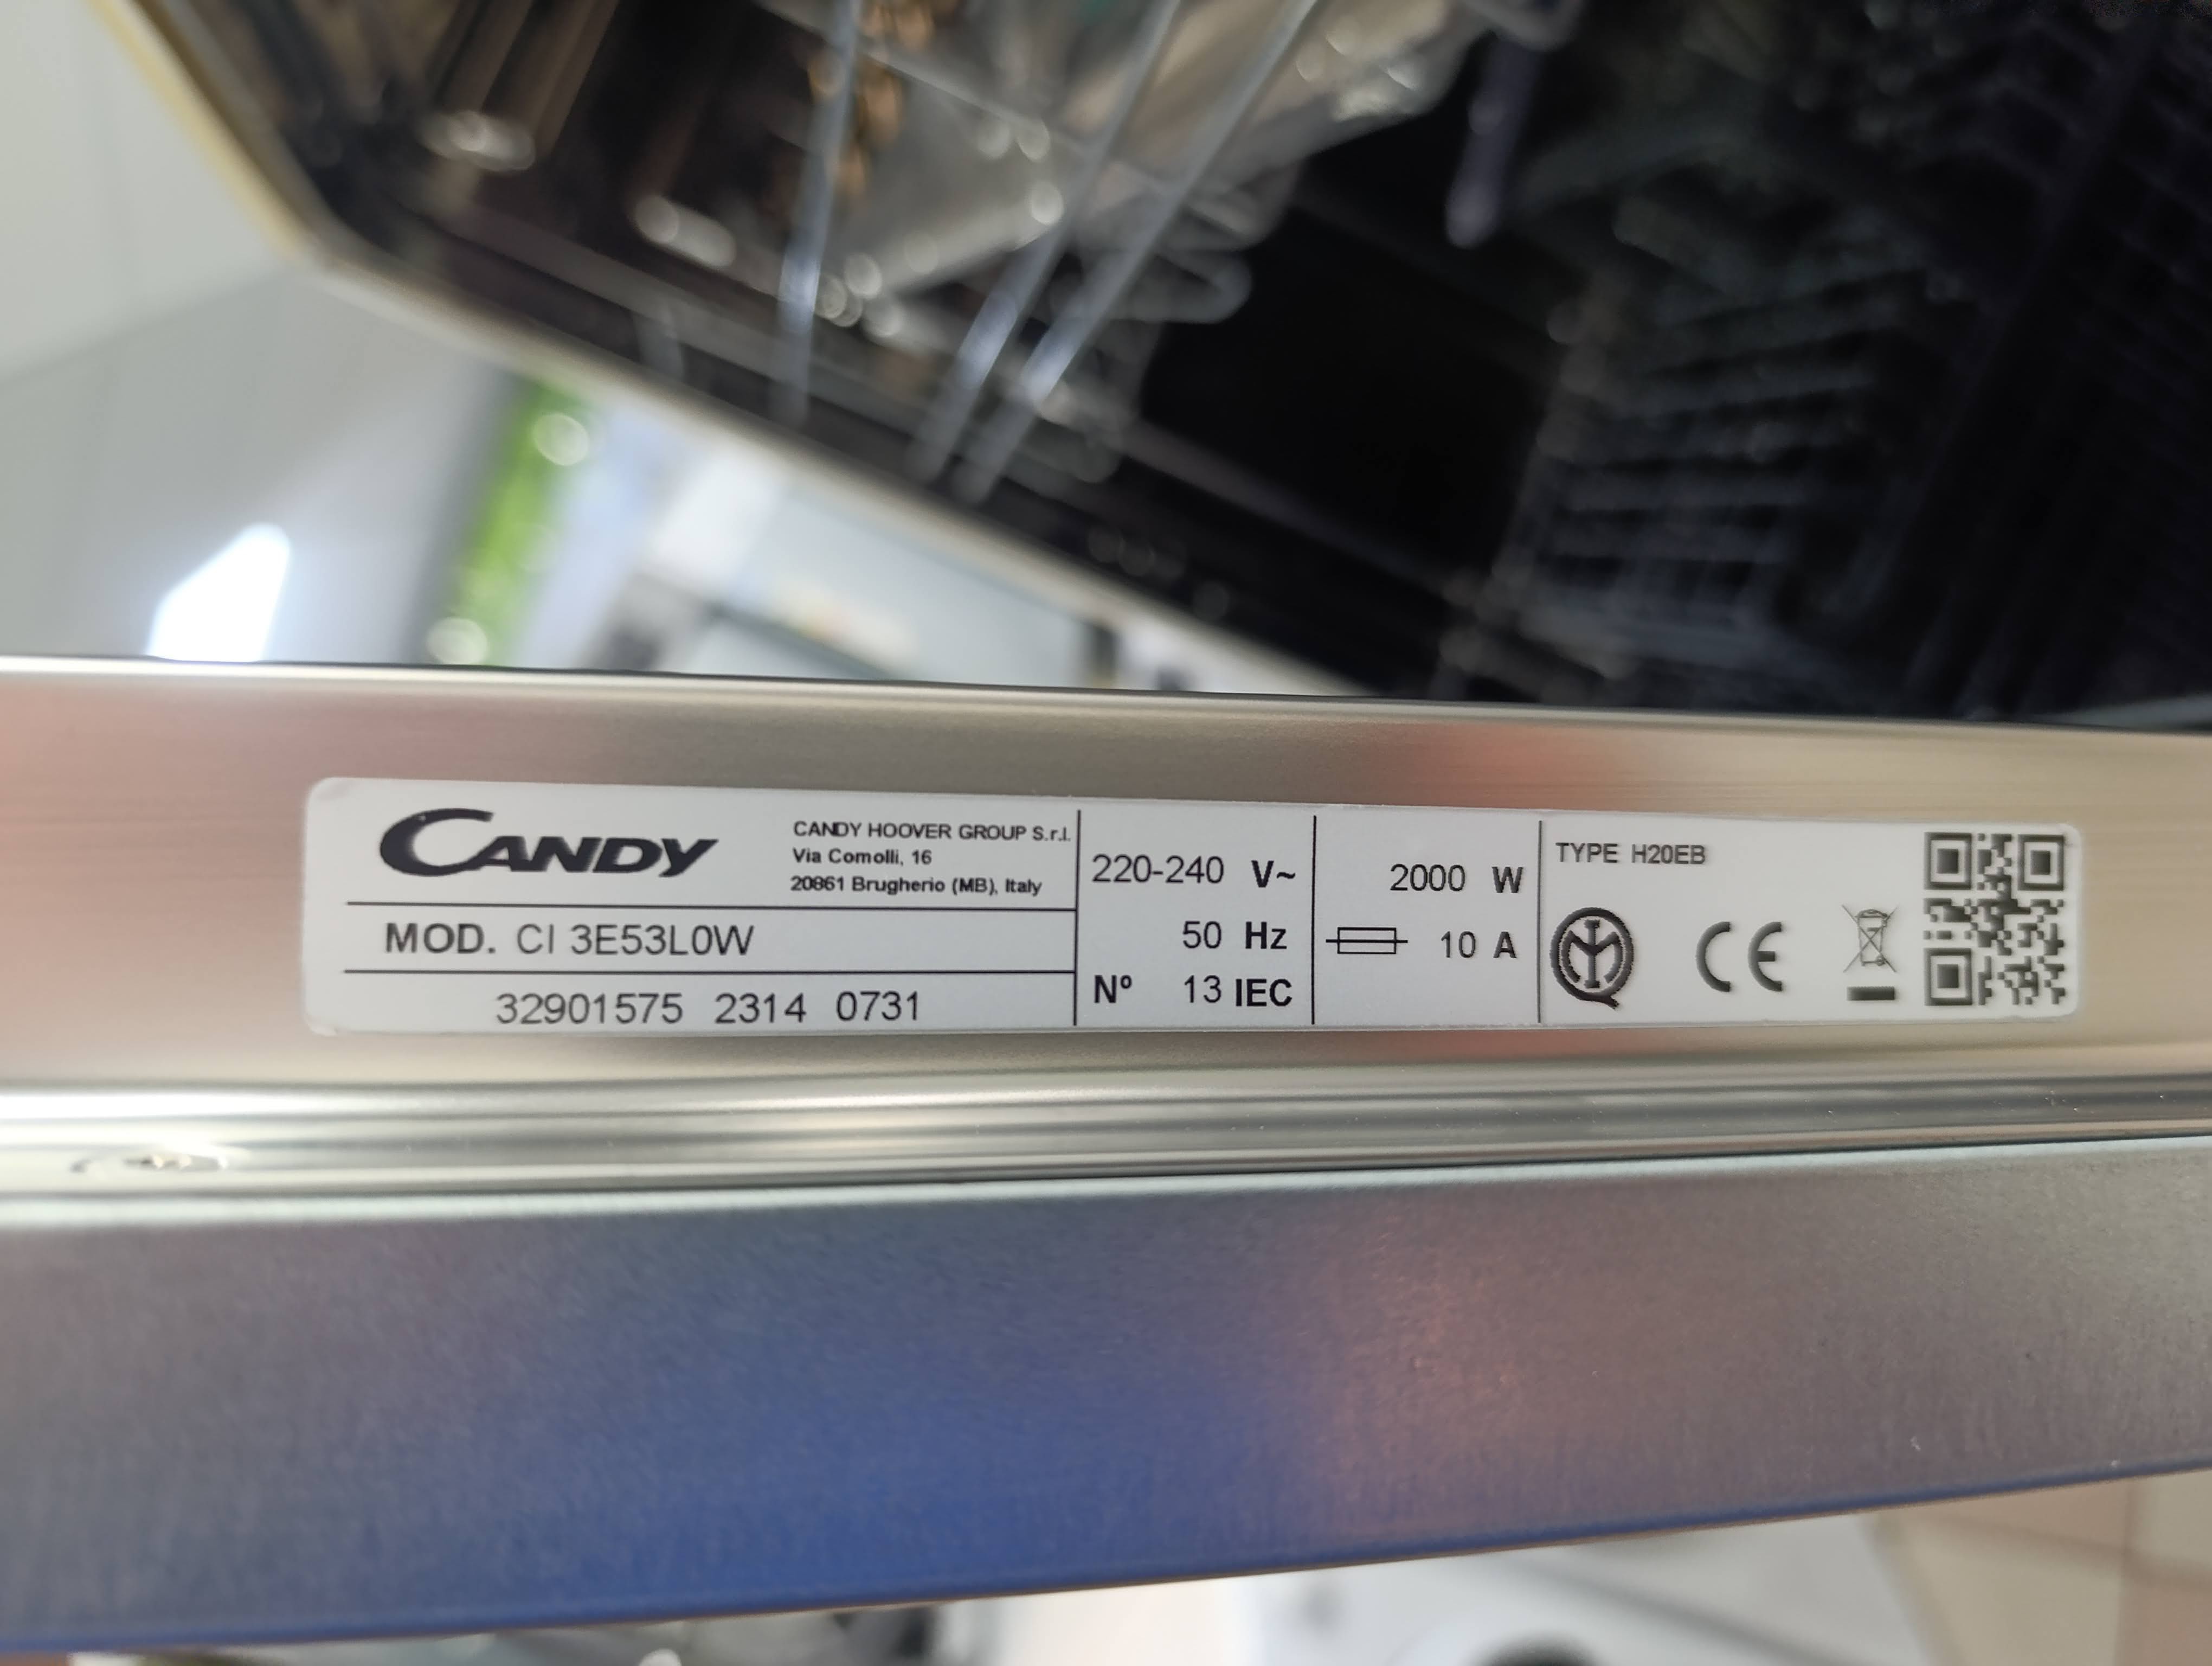 CANDY
CANDY HOOVER GROUP S.r.l.
Via Comolli, 16
20861 Brugherio (MB), Italy
MOD. CI 3E53L0W
32901575 2314 0731
220-240 V~
50 Hz
Nº 13 IEC
2000 W
10 A
TYPE H20EB
CE